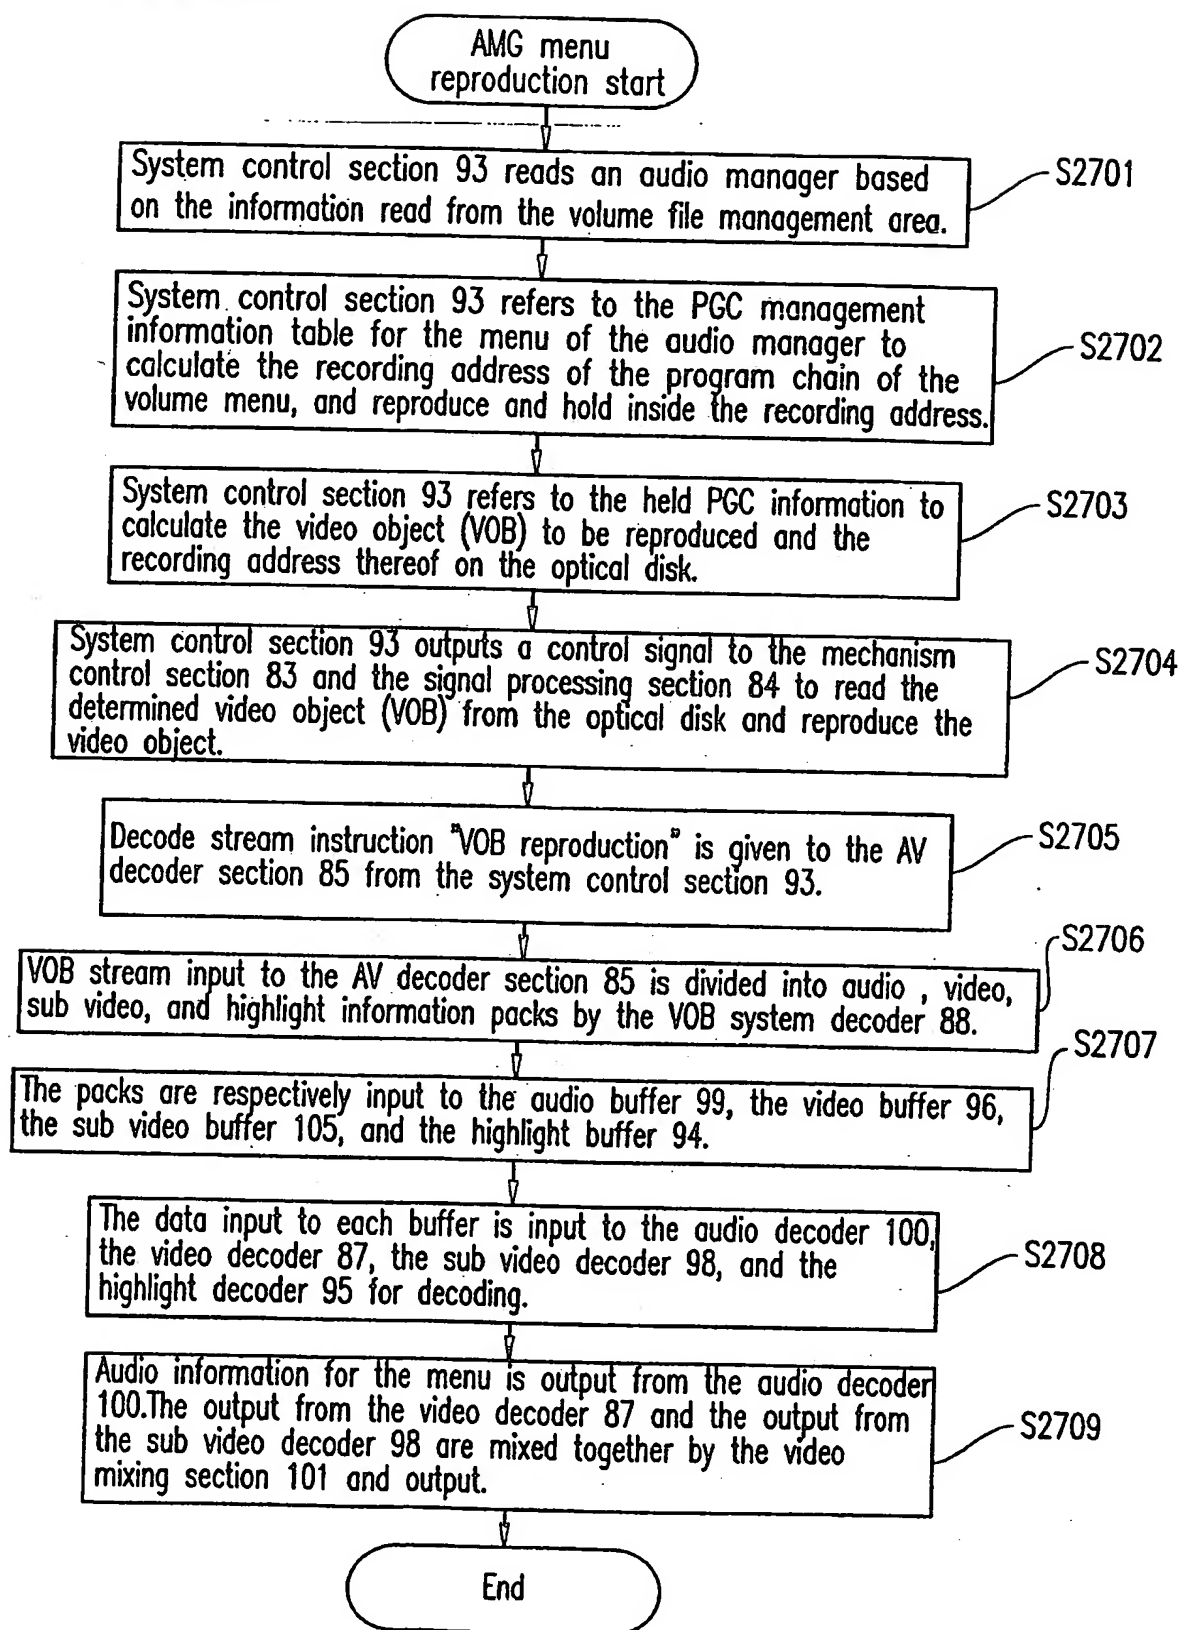 AMG menu
reproduction start
System control section 93 reads an audio manager based
on the information read from the volume file management area.
S2701
System control section 93 refers to the PGC management
information table for the menu of the audio manager to
calculate the recording address of the program chain of the
volume menu, and reproduce and hold inside the recording address.
S2702
System control section 93 refers to the held PGC information to
calculate the video object (VOB) to be reproduced and the
recording address thereof on the optical disk.
S2703
System control section 93 outputs a control signal to the mechanism
control section 83 and the signal processing section 84 to read the
determined video object (VOB) from the optical disk and reproduce the
video object.
S2704
Decode stream instruction "VOB reproduction" is given to the AV
decoder section 85 from the system control section 93.
S2705
VOB stream input to the AV decoder section 85 is divided into audio , video,
sub video, and highlight information packs by the VOB system decoder 88.
S2706
The packs are respectively input to the audio buffer 99, the video buffer 96,
the sub video buffer 105, and the highlight buffer 94.
S2707
The data input to each buffer is input to the audio decoder 100,
the video decoder 87, the sub video decoder 98, and the
highlight decoder 95 for decoding.
S2708
Audio information for the menu is output from the audio decoder
100.The output from the video decoder 87 and the output from
the sub video decoder 98 are mixed together by the video
mixing section 101 and output.
S2709
End